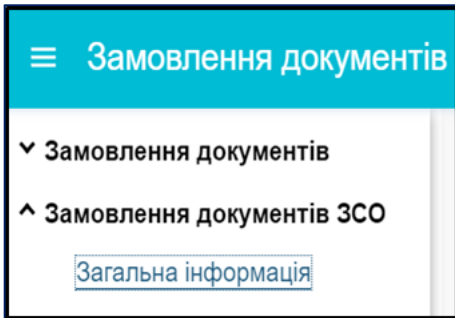 Замовлення документів
Замовлення документів
Замовлення документів ЗСО
Загальна інформація